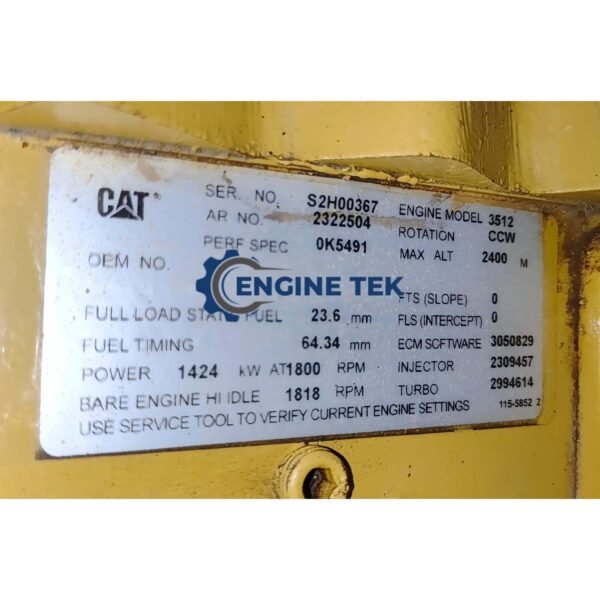 CAT
SER. NO. S2H00367 ENGINE MODEL 3512
AR NO. 2322504 ROTATION CCW
PERF SPEC 0K5491 MAX ALT 2400 M
OEM NO.
ENGINE TEK
FULL LOAD STATIC FUEL 23.6 mm FTS (SLOPE) 0
FLS (INTERCEPT) 0
FUEL TIMING 64.34 mm ECM SOFTWARE 3050829
POWER 1424 kW AT 1800 RPM INJECTOR 2309457
BARE ENGINE HI IDLE 1818 RPM TURBO 2994614
USE SERVICE TOOL TO VERIFY CURRENT ENGINE SETTINGS 115-5852 2